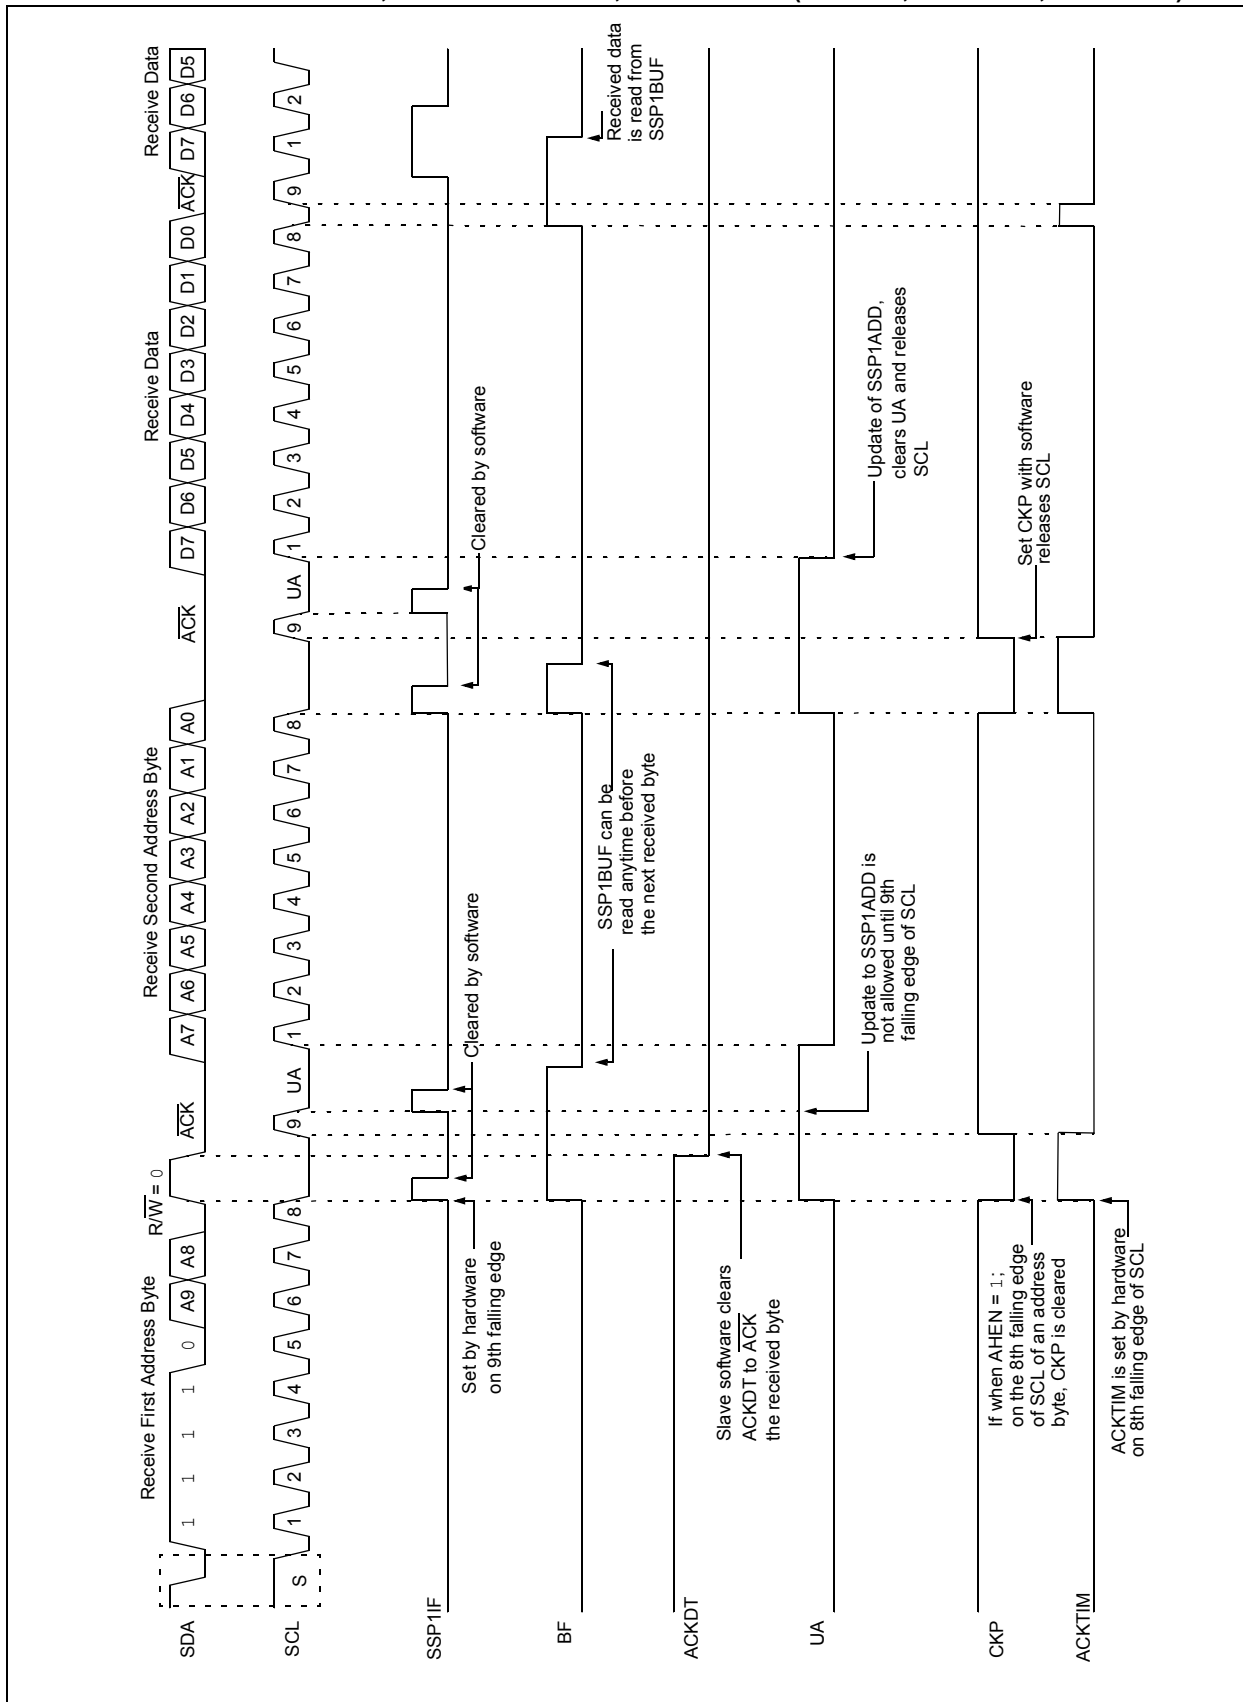 Receive First Address Byte
R/W = 0
Receive Second Address Byte
Receive Data
Receive Data
SDA
1 1 1 1 0 A9 A8 ACK A7 A6 A5 A4 A3 A2 A1 A0 ACK D7 D6 D5 D4 D3 D2 D1 D0 ACK D7 D6 D5
SCL
S 1 2 3 4 5 6 7 8 9 UA 1 2 3 4 5 6 7 8 9 UA 1 2 3 4 5 6 7 8 9 1 2
SSP1IF
Set by hardware
on 9th falling edge
Cleared by software
Cleared by software
BF
SSP1BUF can be
read anytime before
the next received byte
Received data
is read from
SSP1BUF
ACKDT
Slave software clears
ACKDT to ACK
the received byte
UA
Update to SSP1ADD is
not allowed until 9th
falling edge of SCL
Update of SSP1ADD,
clears UA and releases
SCL
CKP
If when AHEN = 1;
on the 8th falling edge
of SCL of an address
byte, CKP is cleared
Set CKP with software
releases SCL
ACKTIM
ACKTIM is set by hardware
on 8th falling edge of SCL